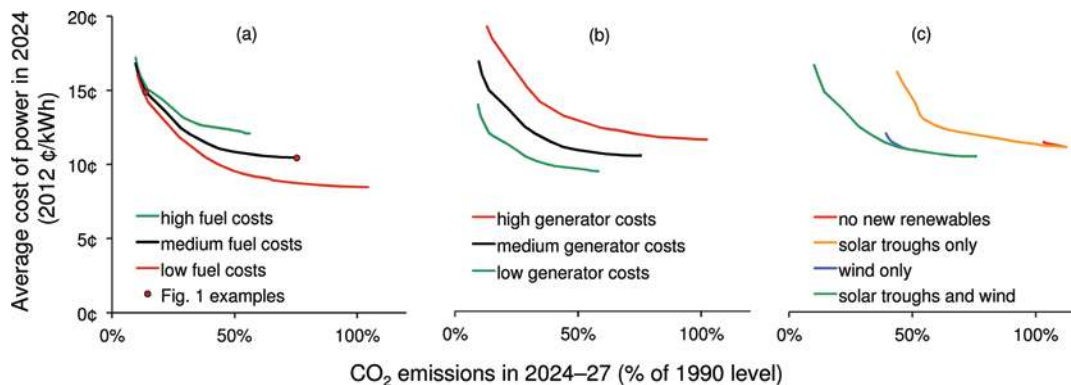 20¢
15¢
10¢
5¢
0¢
Average cost of power in 2024
(2012 ¢/kWh)
(a)
high fuel costs
medium fuel costs
low fuel costs
Fig. 1 examples
0%
50%
100%
(b)
high generator costs
medium generator costs
low generator costs
0%
50%
100%
(c)
no new renewables
solar troughs only
wind only
solar troughs and wind
0%
50%
100%
CO₂ emissions in 2024–27 (% of 1990 level)